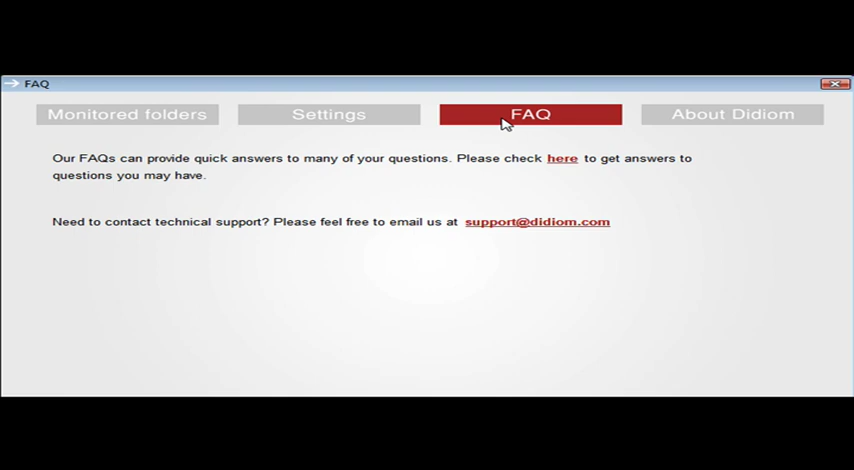 FAQ
Monitored folders Settings FAQ About Didiom
Our FAQs can provide quick answers to many of your questions. Please check here to get answers to
questions you may have.
Need to contact technical support? Please feel free to email us at support@didiom.com